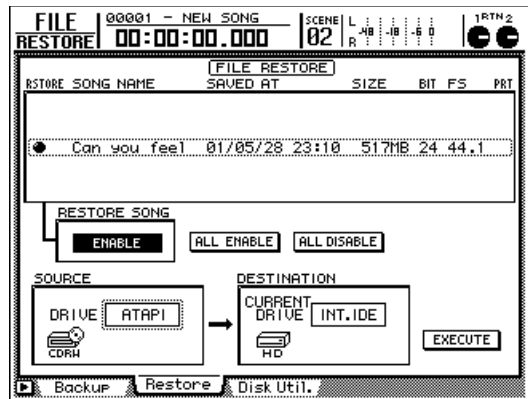 FILE RESTORE
00001 - NEW SONG
00:00:00.000
SCENE 02
L R -48 -18 -6 0
1 RTN 2
FILE RESTORE
RSTORE SONG NAME SAVED AT SIZE BIT FS PRT
Can you feel 01/05/28 23:10 517MB 24 44.1
RESTORE SONG
ENABLE ALL ENABLE ALL DISABLE
SOURCE DESTINATION
DRIVE ATAPI
CURRENT DRIVE INT.IDE
CDRW HD
EXECUTE
Backup Restore Disk Util.